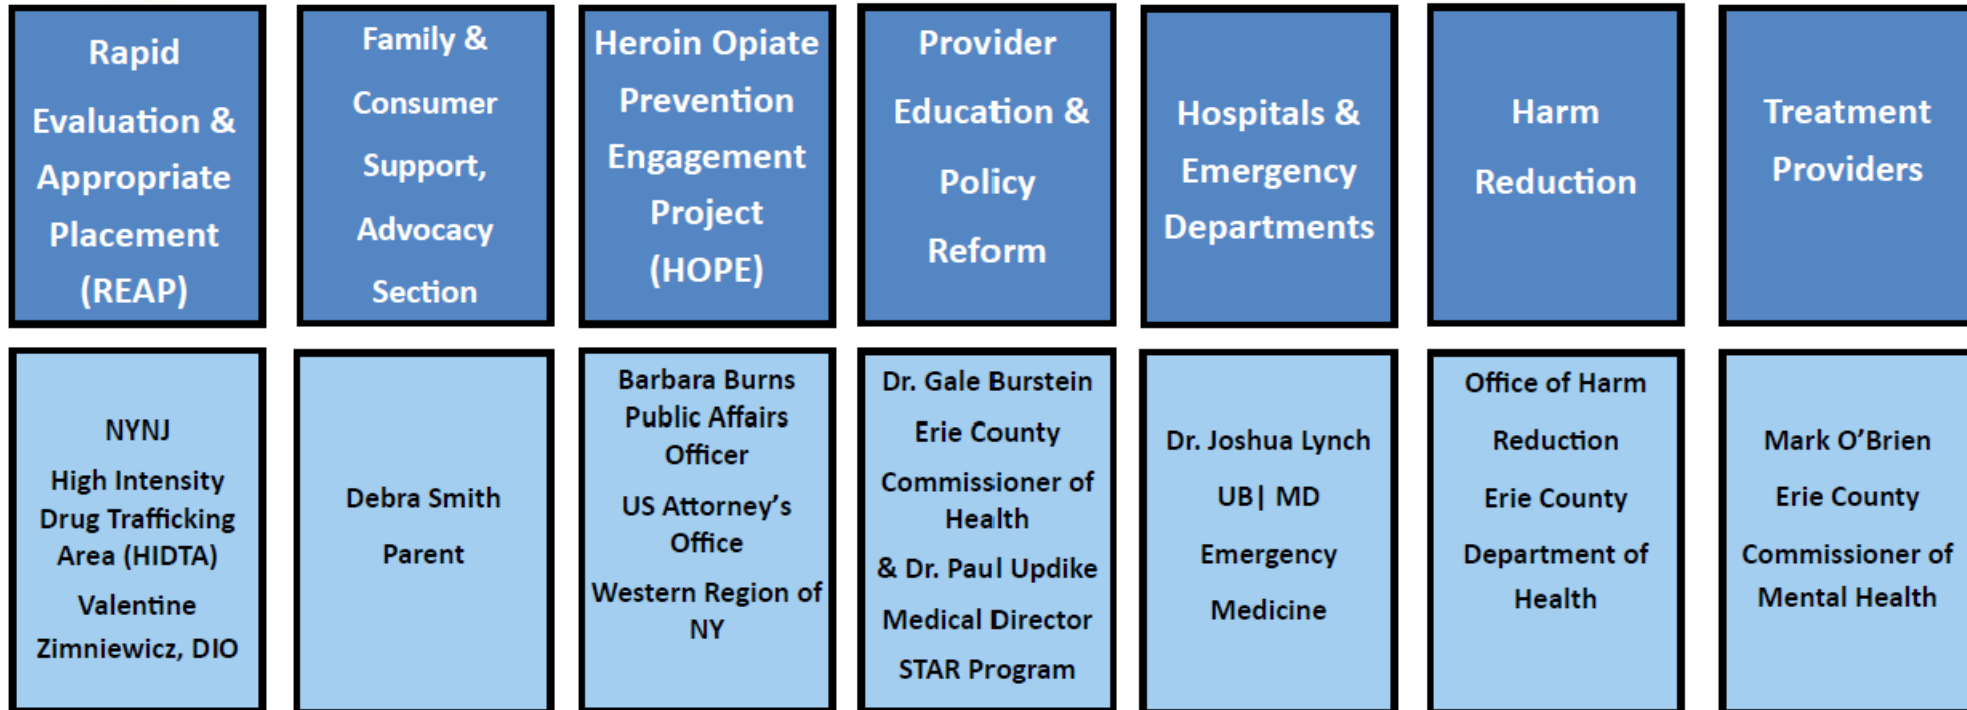 Rapid
Evaluation &
Appropriate
Placement
(REAP)
Family &
Consumer
Support,
Advocacy
Section
Heroin Opiate
Prevention
Engagement
Project
(HOPE)
Provider
Education &
Policy
Reform
Hospitals &
Emergency
Departments
Harm
Reduction
Treatment
Providers
NYNJ
High Intensity
Drug Trafficking
Area (HIDTA)
Valentine
Zimniewicz, DIO
Debra Smith
Parent
Barbara Burns
Public Affairs
Officer
US Attorney’s
Office
Western Region of
NY
Dr. Gale Burstein
Erie County
Commissioner of
Health
& Dr. Paul Updike
Medical Director
STAR Program
Dr. Joshua Lynch
UB| MD
Emergency
Medicine
Office of Harm
Reduction
Erie County
Department of
Health
Mark O’Brien
Erie County
Commissioner of
Mental Health